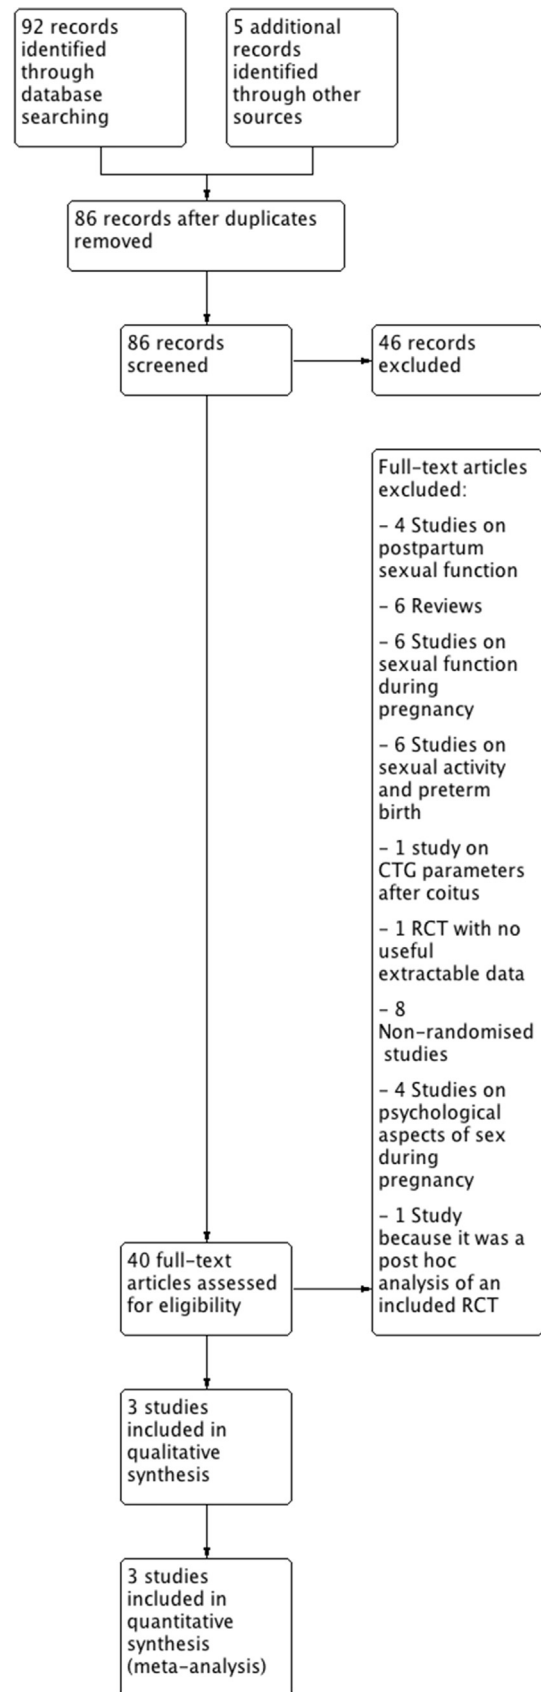 92 records
identified
through
database
searching
5 additional
records
identified
through other
sources
86 records after duplicates
removed
86 records
screened
46 records
excluded
Full-text articles
excluded:
- 4 Studies on
postpartum
sexual function
- 6 Reviews
- 6 Studies on
sexual function
during
pregnancy
- 6 Studies on
sexual activity
and preterm
birth
- 1 study on
CTG parameters
after coitus
- 1 RCT with no
useful
extractable data
- 8
Non-randomised
studies
- 4 Studies on
psychological
aspects of sex
during
pregnancy
- 1 Study
because it was a
post hoc
analysis of an
included RCT
40 full-text
articles assessed
for eligibility
3 studies
included in
qualitative
synthesis
3 studies
included in
quantitative
synthesis
(meta-analysis)